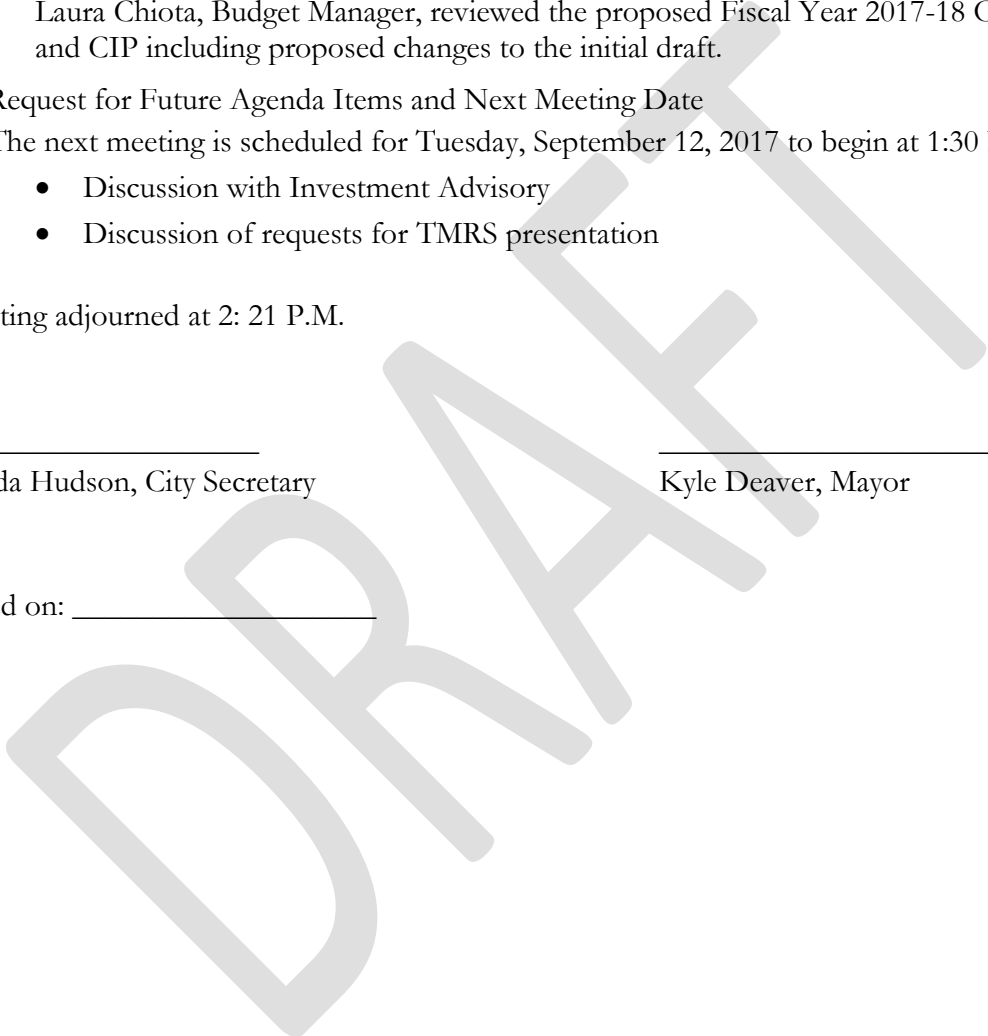 Laura Chiota, Budget Manager, reviewed the proposed Fiscal Year 2017-18
and CIP including proposed changes to the initial draft.
Request for Future Agenda Items and Next Meeting Date
The next meeting is scheduled for Tuesday, September 12, 2017 to begin at 1:30
• Discussion with Investment Advisory
• Discussion of requests for TMRS presentation
ting adjourned at 2: 21 P.M.
da Hudson, City Secretary
Kyle Deaver, Mayor
d on:
DRAFT